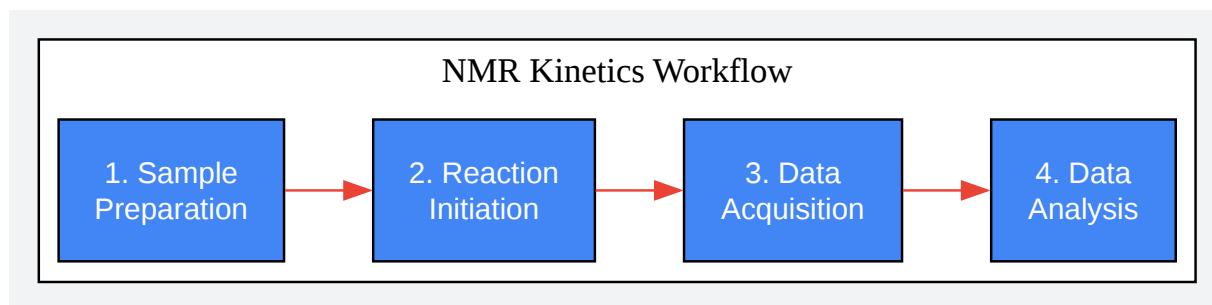 NMR Kinetics Workflow
1. Sample
Preparation
2. Reaction
Initiation
3. Data
Acquisition
4. Data
Analysis